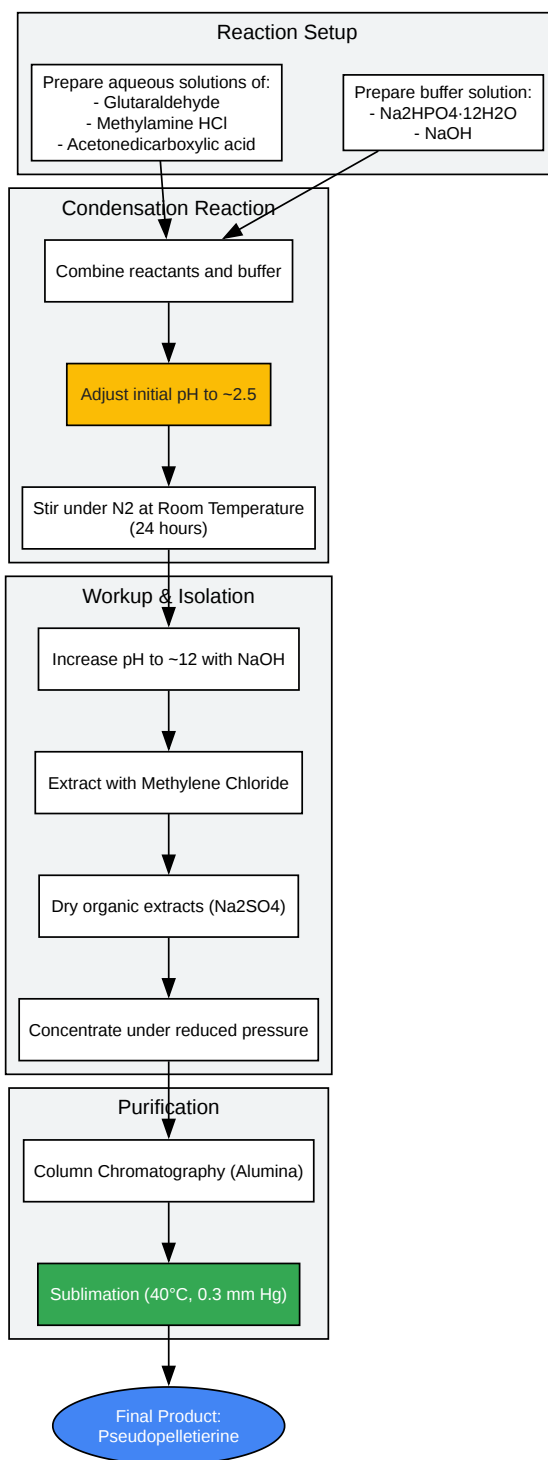 Reaction Setup
Prepare aqueous solutions of:
- Glutaraldehyde
- Methylamine HCl
- Acetonedicarboxylic acid
Prepare buffer solution:
- Na2HPO4·12H2O
- NaOH
Condensation Reaction
Combine reactants and buffer
Adjust initial pH to ~2.5
Stir under N2 at Room Temperature
(24 hours)
Workup & Isolation
Increase pH to ~12 with NaOH
Extract with Methylene Chloride
Dry organic extracts (Na2SO4)
Concentrate under reduced pressure
Purification
Column Chromatography (Alumina)
Sublimation (40°C, 0.3 mm Hg)
Final Product:
Pseudopelletierine